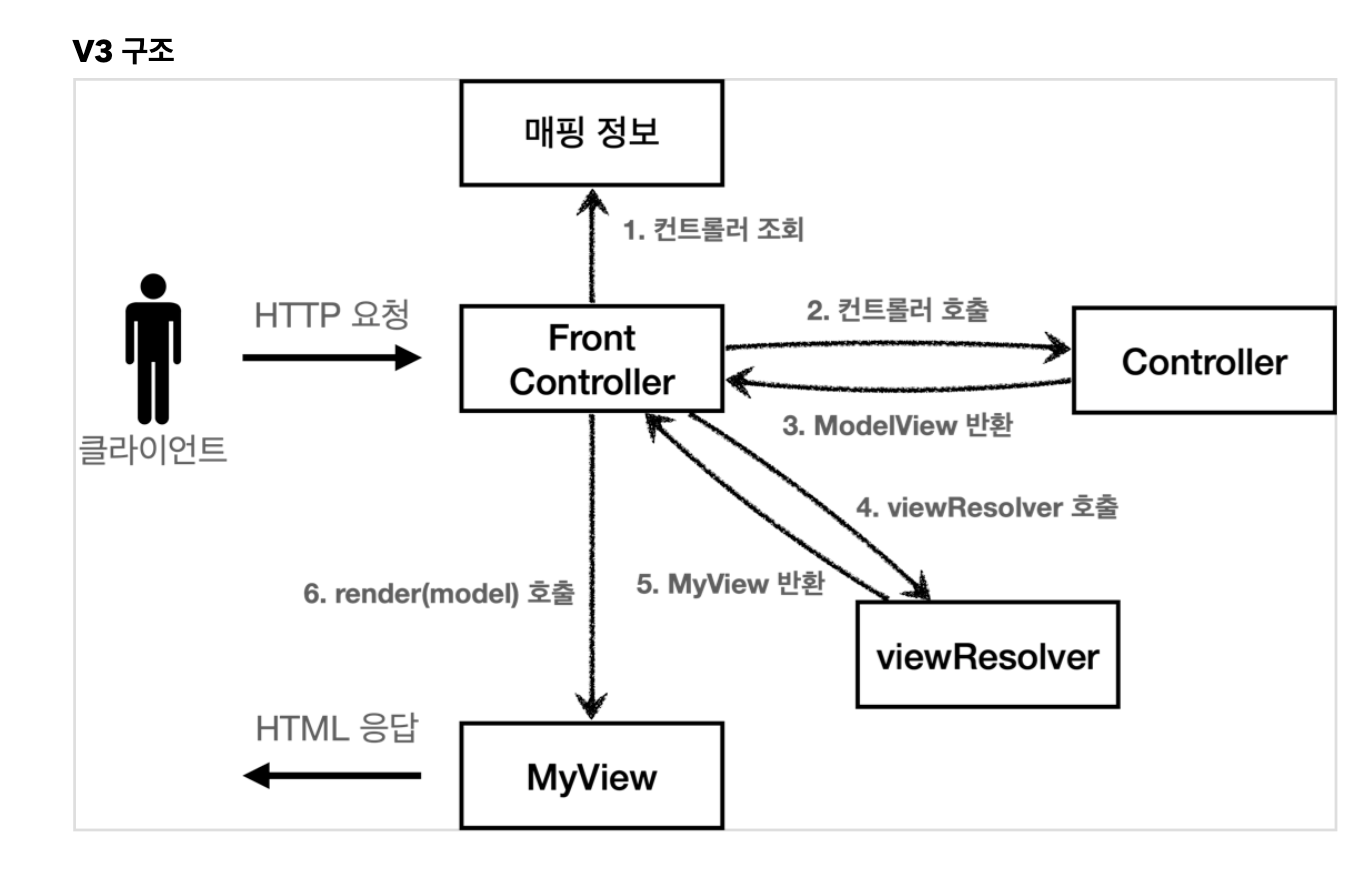 V3 구조
매핑 정보
1. 컨트롤러 조회
HTTP 요청
Front
Controller
2. 컨트롤러 호출
Controller
3. ModelView 반환
클라이언트
4. viewResolver 호출
5. MyView 반환
6. render(model) 호출
viewResolver
HTML 응답
MyView